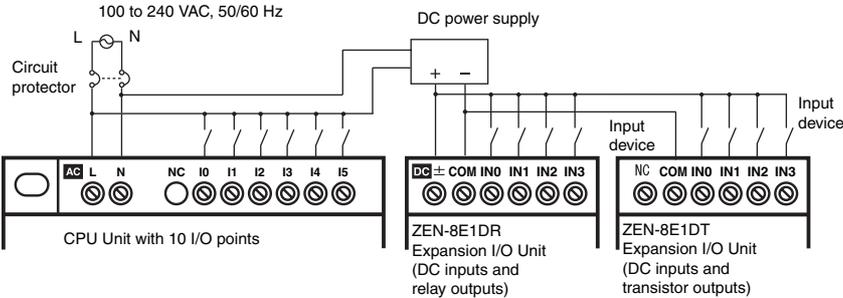 100 to 240 VAC, 50/60 Hz
DC power supply
L N
Circuit
protector
+ −
Input
device
Input
device
AC L N NC I0 I1 I2 I3 I4 I5
DC ± COM IN0 IN1 IN2 IN3
NC COM IN0 IN1 IN2 IN3
CPU Unit with 10 I/O points
ZEN-8E1DR
Expansion I/O Unit
(DC inputs and
relay outputs)
ZEN-8E1DT
Expansion I/O Unit
(DC inputs and
transistor outputs)